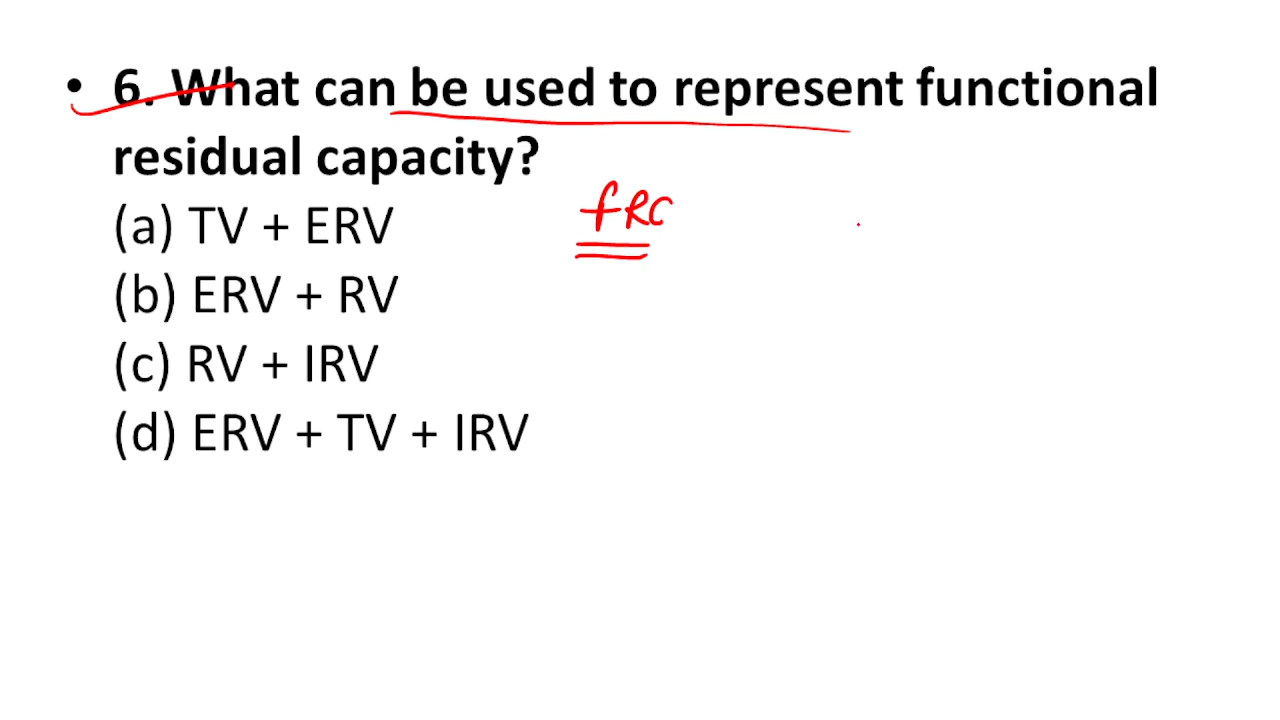 • 6. What can be used to represent functional
residual capacity?
fRC
(a) TV + ERV
(b) ERV + RV
(c) RV + IRV
(d) ERV + TV + IRV